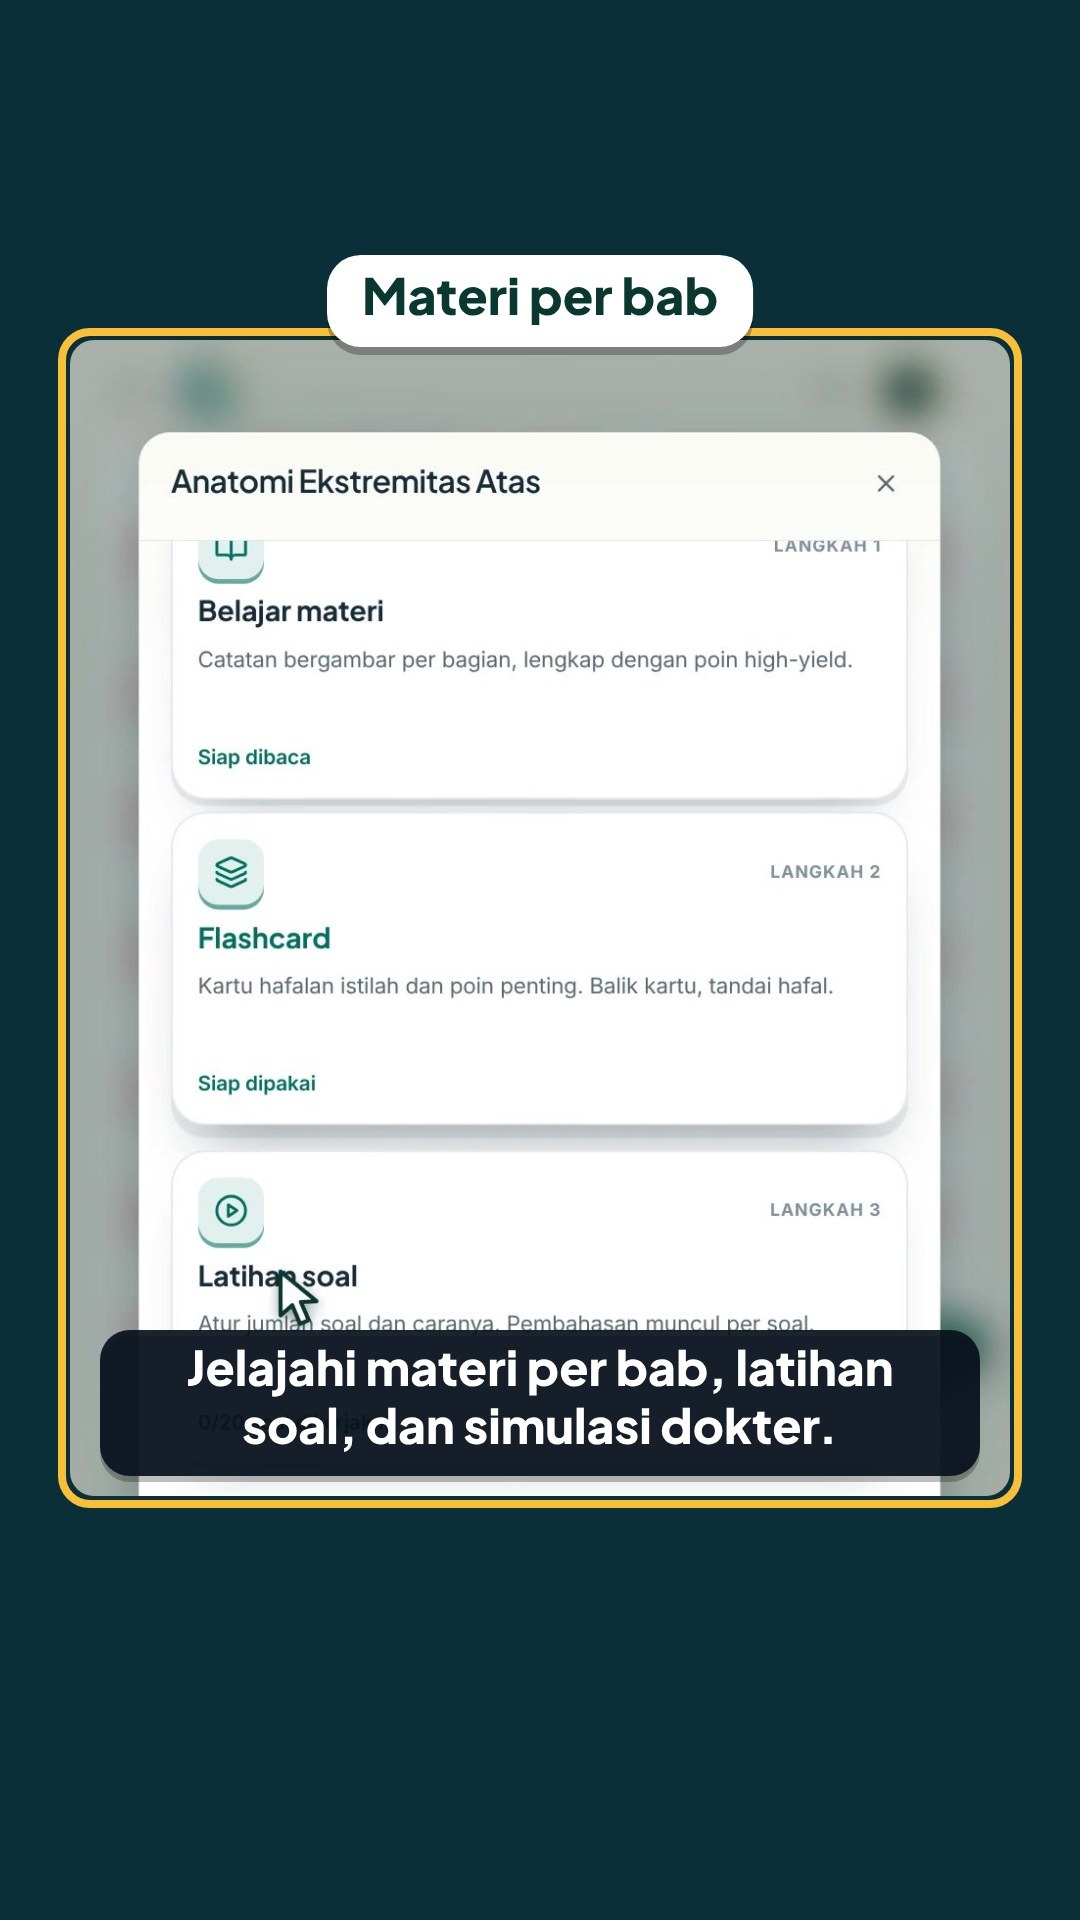 Materi per bab
Anatomi Ekstremitas Atas
LANGKAH 1
Belajar materi
Catatan bergambar per bagian, lengkap dengan poin high-yield.
Siap dibaca
LANGKAH 2
Flashcard
Kartu hafalan istilah dan poin penting. Balik kartu, tandai hafal.
Siap dipakai
LANGKAH 3
Latihan soal
Atur jumlah soal dan caranya. Pembahasan muncul per soal.
Jelajahi materi per bab, latihan
soal, dan simulasi dokter.